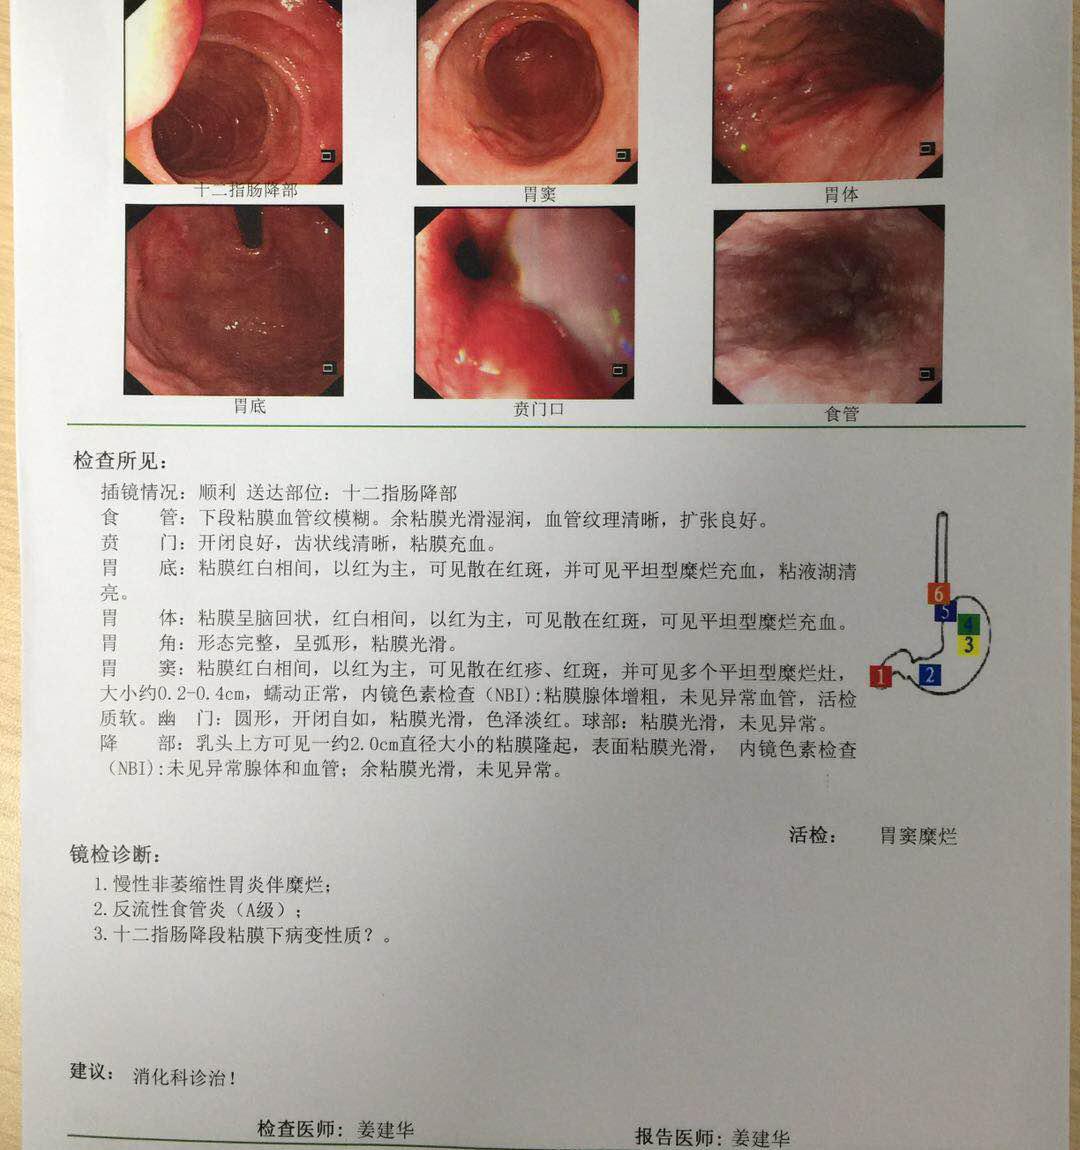 十二指肠降部
胃窦
胃体
胃底
贲门口
食管
检查所见：
插镜情况：顺利 送达部位：十二指肠降部
食　　管：下段粘膜血管纹模糊。余粘膜光滑湿润，血管纹理清晰，扩张良好。
贲　　门：开闭良好，齿状线清晰，粘膜充血。
胃　　底：粘膜红白相间，以红为主，可见散在红斑，并可见平坦型糜烂充血，粘液湖清
亮。
胃　　体：粘膜呈脑回状，红白相间，以红为主，可见散在红斑，可见平坦型糜烂充血。
胃　　角：形态完整，呈弧形，粘膜光滑。
胃　　窦：粘膜红白相间，以红为主，可见散在红疹、红斑，并可见多个平坦型糜烂灶，
大小约0.2-0.4cm，蠕动正常，内镜色素检查（NBI）:粘膜腺体增粗，未见异常血管，活检
质软。幽　门：圆形，开闭自如，粘膜光滑，色泽淡红。球部：粘膜光滑，未见异常。
降　　部：乳头上方可见一约2.0cm直径大小的粘膜隆起，表面粘膜光滑， 内镜色素检查
（NBI）:未见异常腺体和血管；余粘膜光滑，未见异常。
6
5
4
3
1
2
活检：　胃窦糜烂
镜检诊断：
1.慢性非萎缩性胃炎伴糜烂；
2.反流性食管炎（A级）；
3.十二指肠降段粘膜下病变性质？。
建议： 消化科诊治！
检查医师：姜建华
报告医师：姜建华